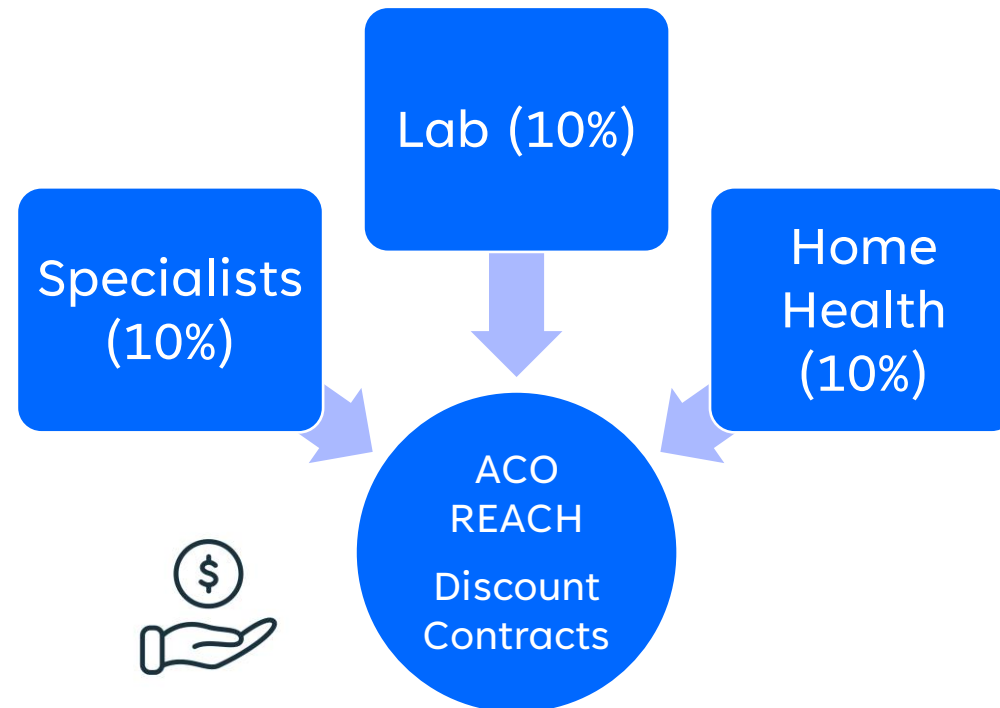 Lab (10%)
Specialists
(10%)
Home
Health
(10%)
ACO
REACH
Discount
Contracts
$